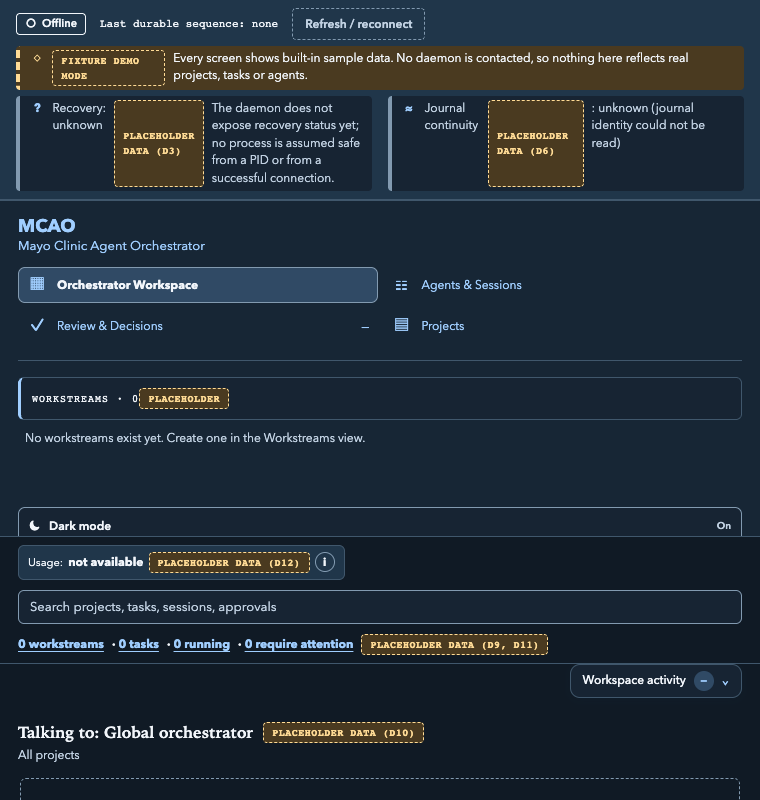 Offline
Last durable sequence: none
Refresh / reconnect
FIXTURE DEMO
MODE
Every screen shows built-in sample data. No daemon is contacted, so nothing here reflects real
projects, tasks or agents.
? Recovery:
unknown
PLACEHOLDER
DATA (D3)
The daemon does not
expose recovery status yet;
no process is assumed safe
from a PID or from a
successful connection.
≈ Journal
continuity
PLACEHOLDER
DATA (D6)
: unknown (journal
identity could not be
read)
MCAO
Mayo Clinic Agent Orchestrator
Orchestrator Workspace
Agents & Sessions
Review & Decisions –
Projects
WORKSTREAMS · 0 PLACEHOLDER
No workstreams exist yet. Create one in the Workstreams view.
Dark mode On
Usage: not available PLACEHOLDER DATA (D12) i
Search projects, tasks, sessions, approvals
0 workstreams · 0 tasks · 0 running · 0 require attention PLACEHOLDER DATA (D9, D11)
Workspace activity –
Talking to: Global orchestrator PLACEHOLDER DATA (D10)
All projects